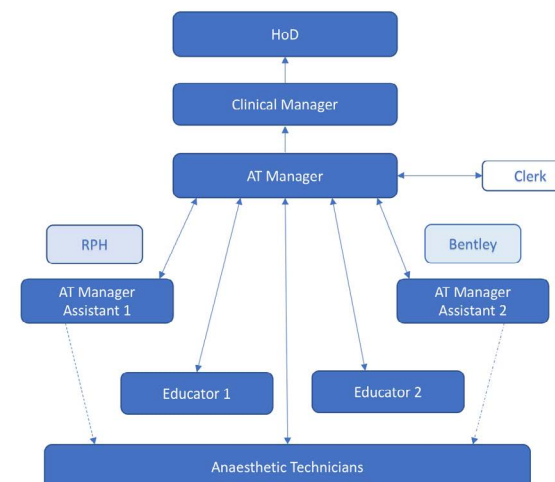 HoD
Clinical Manager
AT Manager
Clerk
RPH
Bentley
AT Manager
Assistant 1
AT Manager
Assistant 2
Educator 1
Educator 2
Anaesthetic Technicians